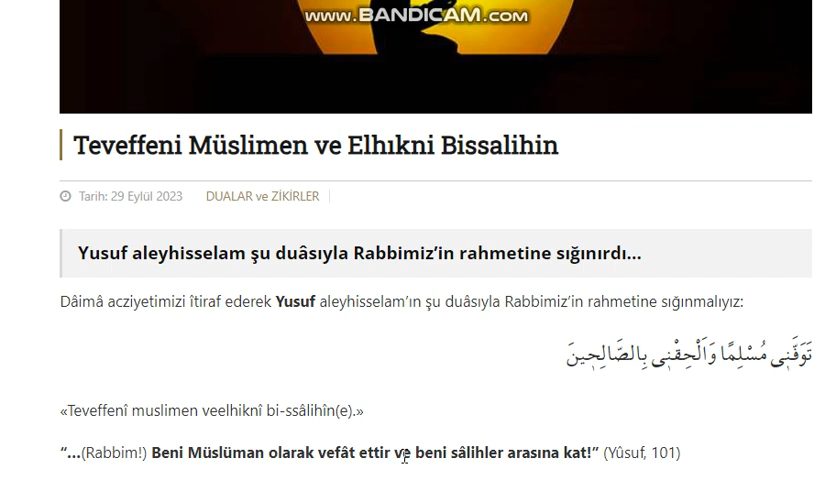 www.BANDICAM.com
Teveffeni Müslimen ve Elhıkni Bissalihin
Tarih: 29 Eylül 2023 DUALAR ve ZİKİRLER
Yusuf aleyhisselam şu duâsıyla Rabbimiz’in rahmetine sığınırdı...
Dâimâ acziyetimizi îtiraf ederek Yusuf aleyhisselam’ın şu duâsıyla Rabbimiz’in rahmetine sığınmalıyız:
تَوَفَّنٖى مُسْلِمًا وَاَلْحِقْنٖى بِالصَّالِحٖينَ
«Teveffenî muslimen veelhiknî bi-ssâlihîn(e).»
“...(Rabbim!) Beni Müslüman olarak vefât ettir ve beni sâlihler arasına kat!” (Yûsuf, 101)